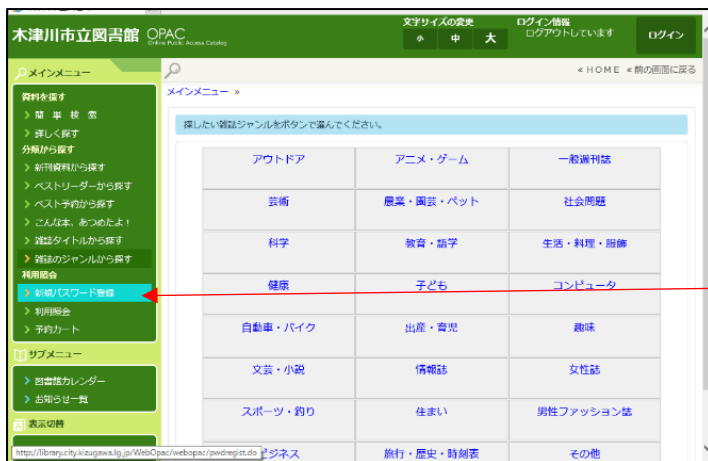 木津川市立図書館 OPAC
Online Public Access Catalog
文字サイズの変更
小 中 大
ログイン情報
ログアウトしています
ログイン
メインメニュー
資料を探す
簡 単 検 索
詳しく探す
分類から探す
新刊資料から探す
ベストリーダーから探す
ベスト予約から探す
こんな本、あつめたよ！
雑誌タイトルから探す
雑誌のジャンルから探す
利用照会
新規パスワード登録
利用照会
予約カート
サブメニュー
図書館カレンダー
お知らせ一覧
表示切替
http://library.city.kizugawa.lg.jp/WebOpac/webopac/pwdregist.do
«HOME «前の画面に戻る
メインメニュー »
探したい雑誌ジャンルをボタンで選んでください。
アウトドア アニメ・ゲーム 一般週刊誌
芸術 農業・園芸・ペット 社会問題
科学 教育・語学 生活・料理・服飾
健康 子ども コンピュータ
自動車・バイク 出産・育児 趣味
文芸・小説 情報誌 女性誌
スポーツ・釣り 住まい 男性ファッション誌
ビジネス 旅行・歴史・時刻表 その他